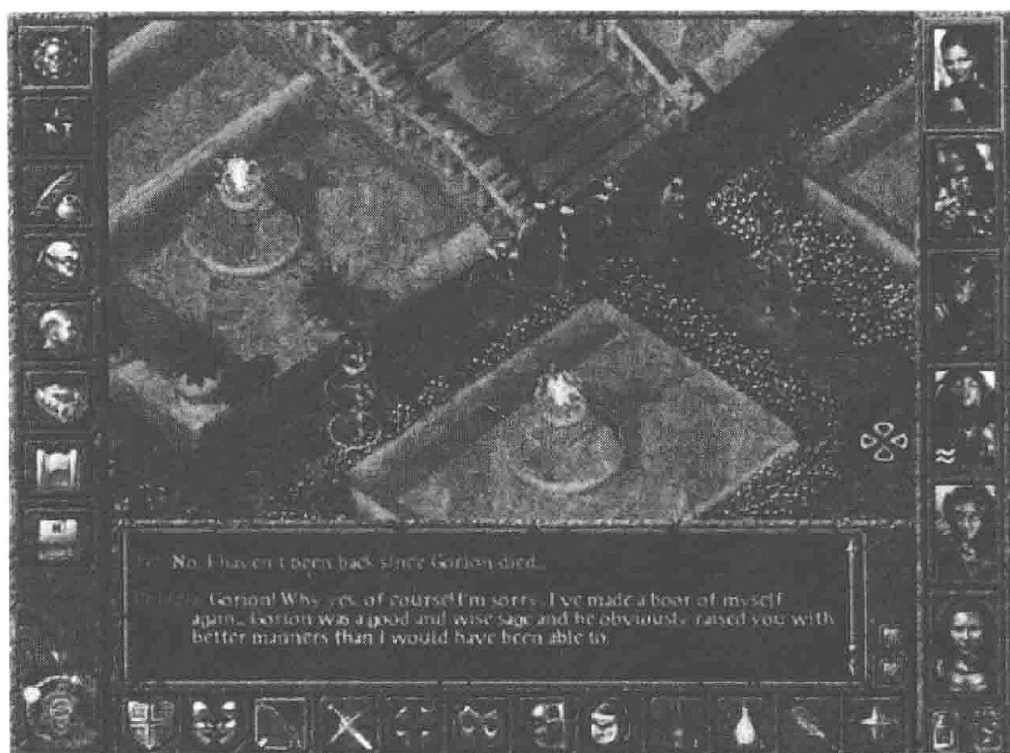 No, I haven't been back since Gorion died..
Gorion! Why yes, of course! I'm sorry, I've made a boor of myself
again.. Gorion was a good and wise sage and he obviously raised you with
better manners than I would have been able to.